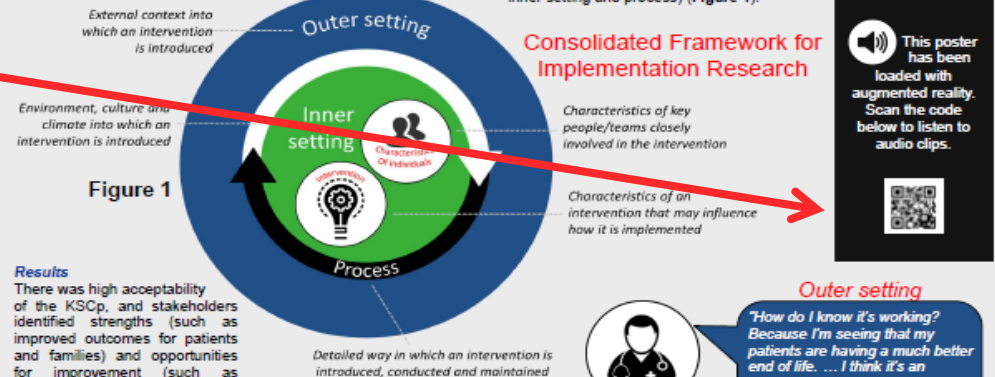 inner setting and process) (Figure 1).
External context into
which an intervention
is introduced
Outer setting
Consolidated Framework for
Implementation Research
This poster
has been
loaded with
augmented reality.
Scan the code
below to listen to
audio clips.
Environment, culture and
climate into which an
intervention is introduced
Inner
setting
Characteristics
Of individuals
Characteristics of key
people/teams closely
involved in the intervention
Figure 1
Intervention
Characteristics of an
intervention that may influence
how it is implemented
Process
Results
There was high acceptability
of the KSCp, and stakeholders
identified strengths (such as
improved outcomes for patients
and families) and opportunities
for improvement (such as
Detailed way in which an intervention is
introduced, conducted and maintained
Outer setting
"How do I know it's working?
Because I'm seeing that my
patients are having a much better
end of life. ... I think it's an